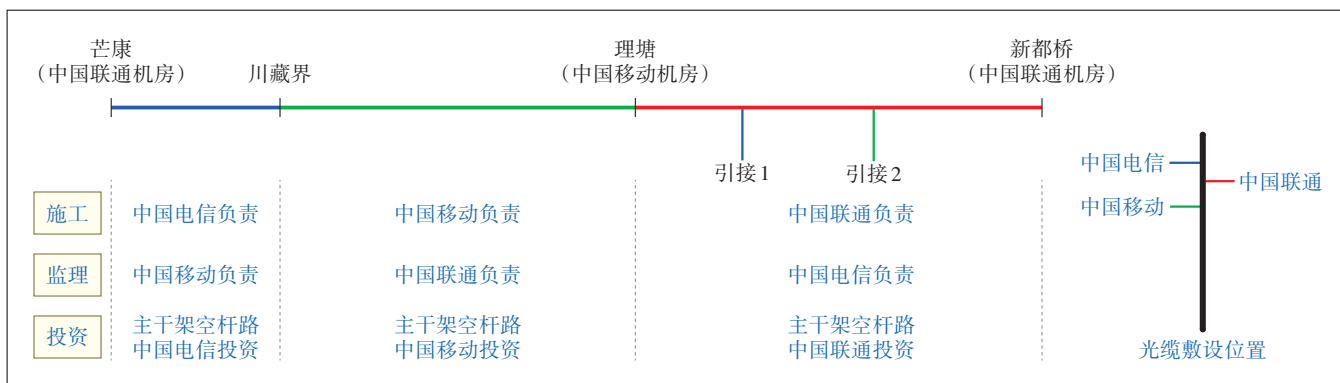 芒康
（中国联通机房）
川藏界
理塘
（中国移动机房）
新都桥
（中国联通机房）
引接1
引接2
中国电信
中国联通
中国移动
光缆敷设位置
施工
中国电信负责
中国移动负责
中国联通负责
监理
中国移动负责
中国联通负责
中国电信负责
投资
主干架空杆路
中国电信投资
主干架空杆路
中国移动投资
主干架空杆路
中国联通投资